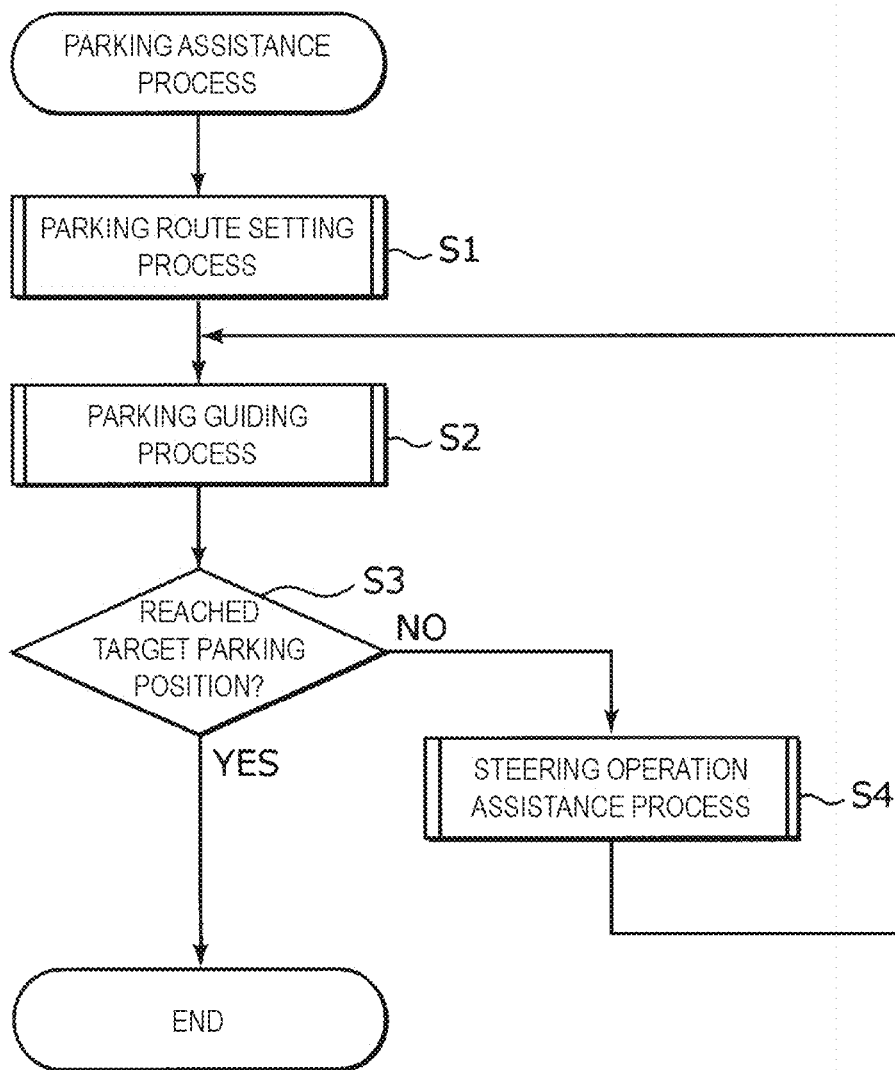 PARKING ASSISTANCE
PROCESS
PARKING ROUTE SETTING
PROCESS
S1
PARKING GUIDING
PROCESS
S2
S3
REACHED
TARGET PARKING
POSITION?
NO
YES
STEERING OPERATION
ASSISTANCE PROCESS
S4
END